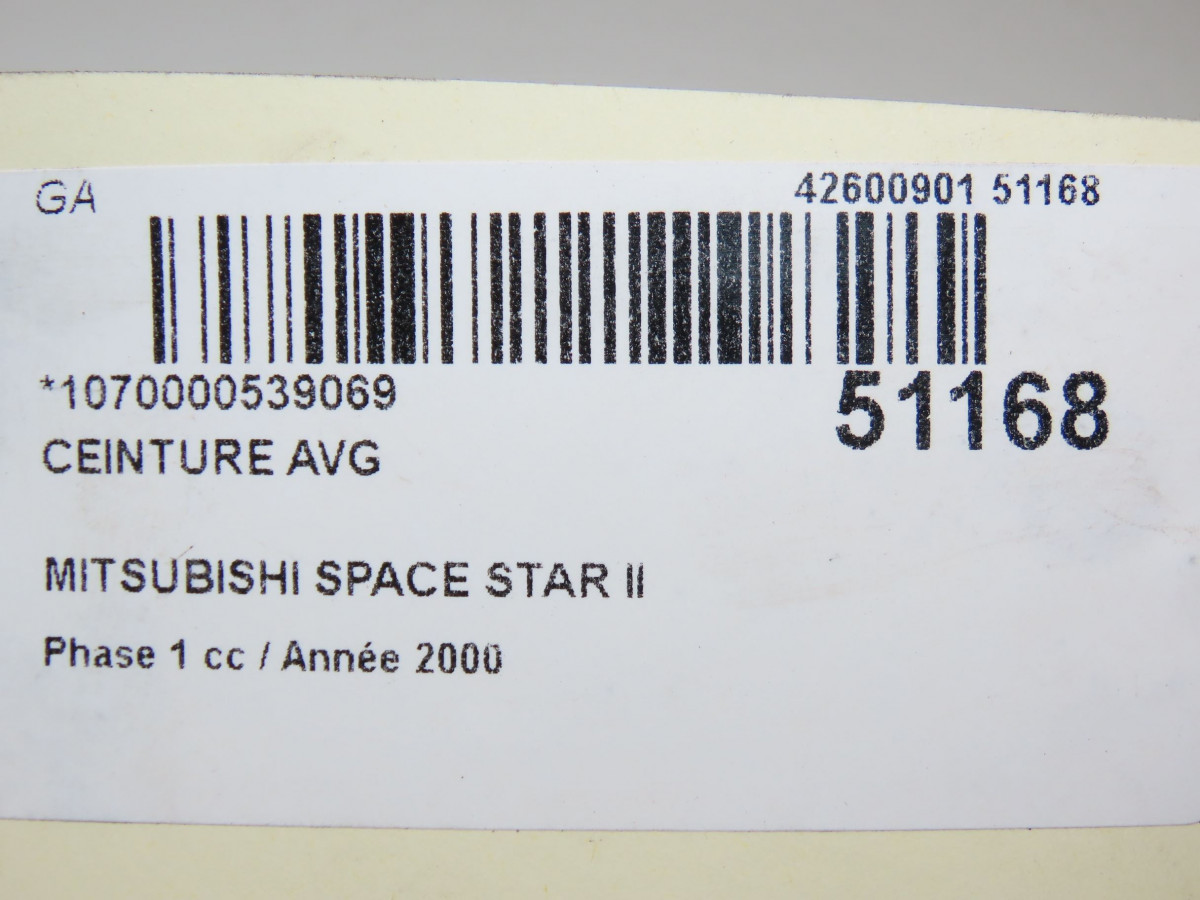 GA
42600901 51168
*1070000539069
51168
CEINTURE AVG
MITSUBISHI SPACE STAR II
Phase 1 cc / Année 2000